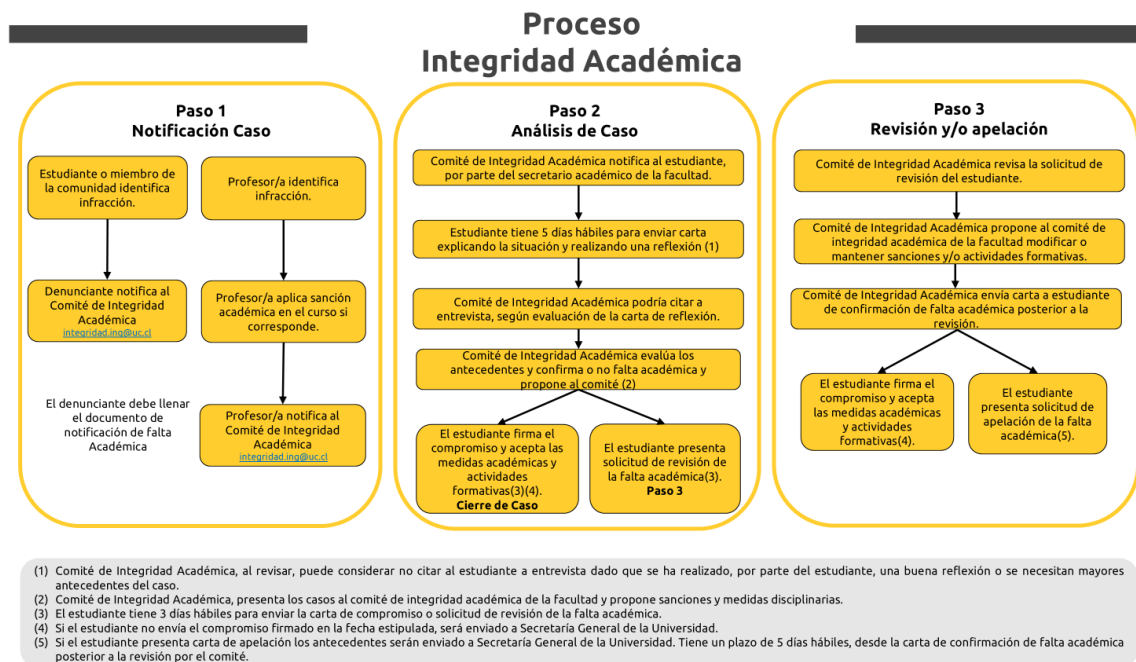 Proceso
Integridad Académica
Paso 1
Notificación Caso
Estudiante o miembro de
la comunidad identifica
infracción.
Profesor/a identifica
infracción.
Denunciante notifica al
Comité de Integridad
Académica
integridad.ing@uc.cl
Profesor/a aplica sanción
académica en el curso si
corresponde.
El denunciante debe llenar
el documento de
notificación de falta
Académica
Profesor/a notifica al
Comité de Integridad
Académica
integridad.ing@uc.cl
Paso 2
Análisis de Caso
Comité de Integridad Académica notifica al estudiante,
por parte del secretario académico de la facultad.
Estudiante tiene 5 días hábiles para enviar carta
explicando la situación y realizando una reflexión (1)
Comité de Integridad Académica podría citar a
entrevista, según evaluación de la carta de reflexión.
Comité de Integridad Académica evalúa los
antecedentes y confirma o no falta académica y
propone al comité (2)
El estudiante firma el
compromiso y acepta las
medidas académicas y
actividades
formativas(3)(4).
Cierre de Caso
El estudiante presenta
solicitud de revisión de
la falta académica(3).
Paso 3
Paso 3
Revisión y/o apelación
Comité de Integridad Académica revisa la solicitud de
revisión del estudiante.
Comité de Integridad Académica propone al comité de
integridad académica de la facultad modificar o
mantener sanciones y/o actividades formativas.
Comité de Integridad Académica envía carta a estudiante
de confirmación de falta académica posterior a la
revisión.
El estudiante firma el
compromiso y acepta
las medidas académicas
y actividades
formativas(4).
El estudiante
presenta solicitud de
apelación de la falta
académica(5).
(1) Comité de Integridad Académica, al revisar, puede considerar no citar al estudiante a entrevista dado que se ha realizado, por parte del estudiante, una buena reflexión o se necesitan mayores
antecedentes del caso.
(2) Comité de Integridad Académica, presenta los casos al comité de integridad académica de la facultad y propone sanciones y medidas disciplinarias.
(3) El estudiante tiene 3 días hábiles para enviar la carta de compromiso o solicitud de revisión de la falta académica.
(4) Si el estudiante no envía el compromiso firmado en la fecha estipulada, será enviado a Secretaría General de la Universidad.
(5) Si el estudiante presenta carta de apelación los antecedentes serán enviado a Secretaría General de la Universidad. Tiene un plazo de 5 días hábiles, desde la carta de confirmación de falta académica
posterior a la revisión por el comité.